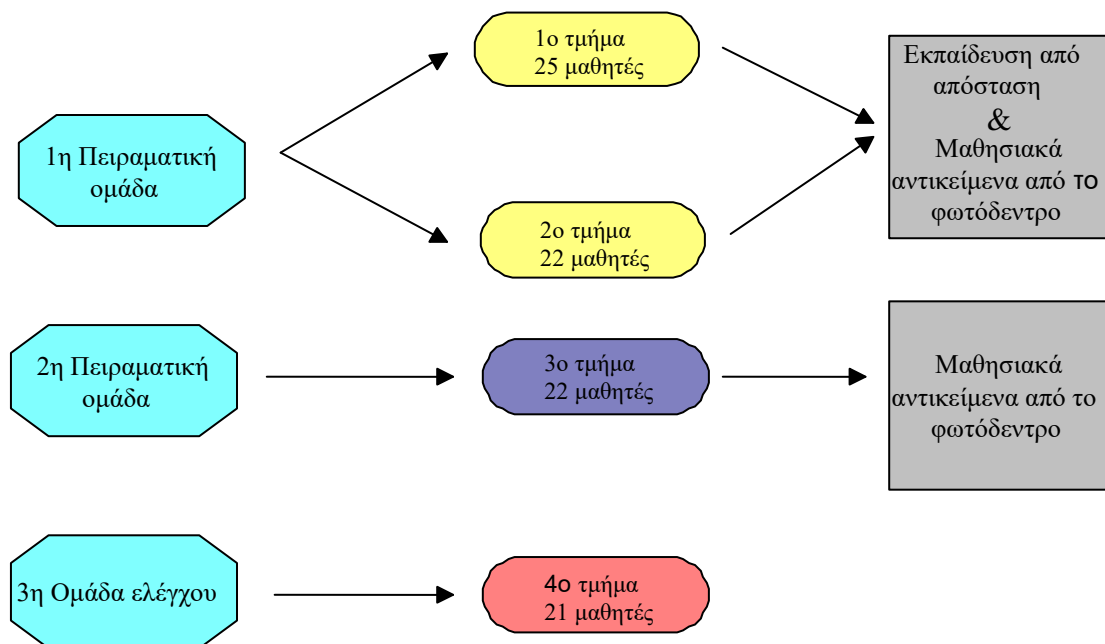 1η Πειραματική
ομάδα
1ο τμήμα
25 μαθητές
2ο τμήμα
22 μαθητές
Εκπαίδευση από
απόσταση
&
Μαθησιακά
αντικείμενα από το
φωτόδεντρο
2η Πειραματική
ομάδα
3ο τμήμα
22 μαθητές
Μαθησιακά
αντικείμενα από το
φωτόδεντρο
3η Ομάδα ελέγχου
4ο τμήμα
21 μαθητές